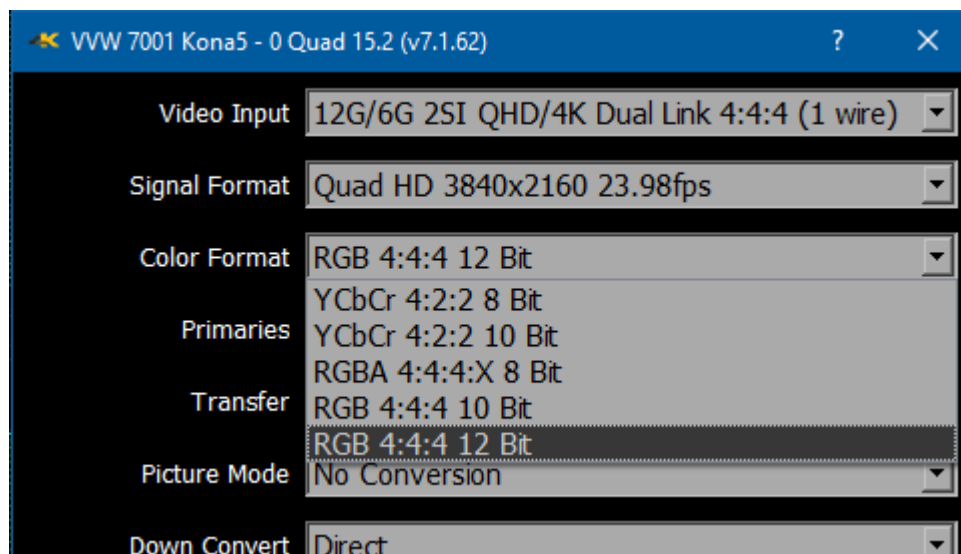 VVW 7001 Kona5 - 0 Quad 15.2 (v7.1.62) ? ×
Video Input 12G/6G 2SI QHD/4K Dual Link 4:4:4 (1 wire)
Signal Format Quad HD 3840x2160 23.98fps
Color Format RGB 4:4:4 12 Bit
YCbCr 4:2:2 8 Bit
Primaries YCbCr 4:2:2 10 Bit
RGBA 4:4:4:X 8 Bit
Transfer RGB 4:4:4 10 Bit
RGB 4:4:4 12 Bit
Picture Mode No Conversion
Down Convert Direct